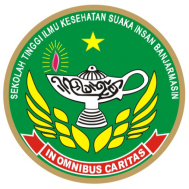 SEKOLAH TINGGI ILMU KESEHATAN SUAKA INSAN BANJARMASIN
IN OMNIBUS CARITAS